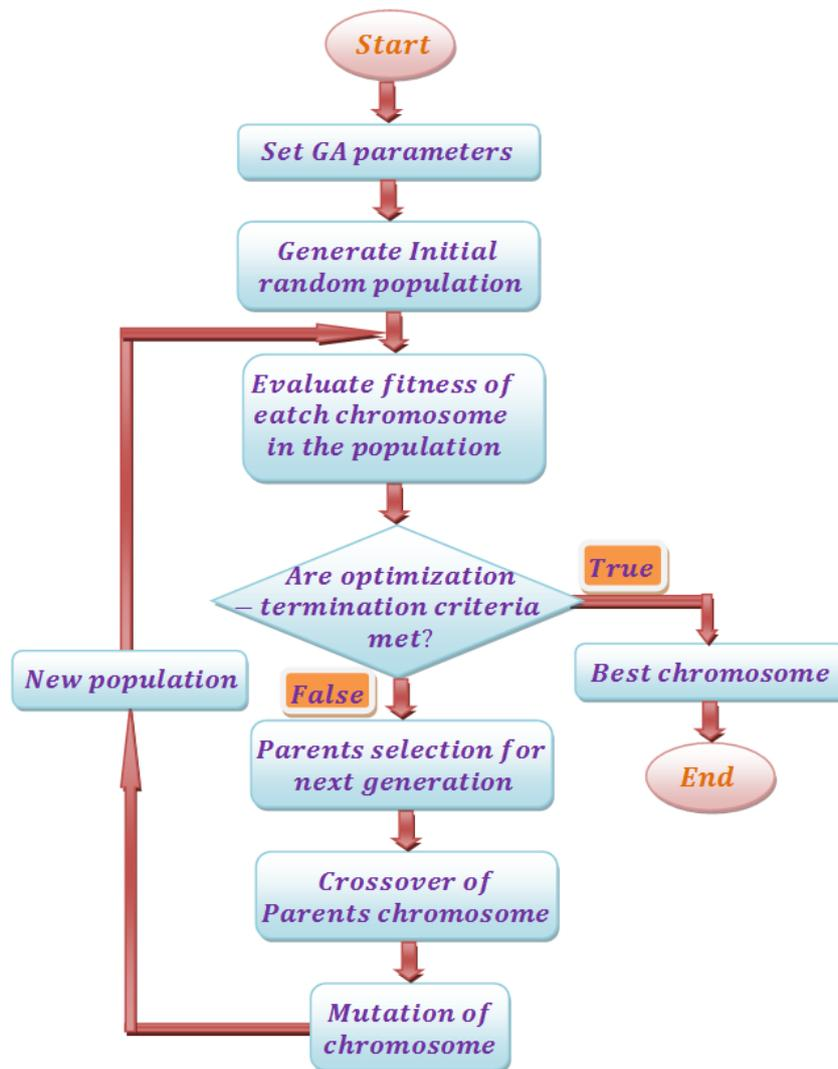 Start
Set GA parameters
Generate Initial
random population
Evaluate fitness of
eatch chromosome
in the population
Are optimization
– termination criteria
met?
True
Best chromosome
End
False
Parents selection for
next generation
Crossover of
Parents chromosome
Mutation of
chromosome
New population